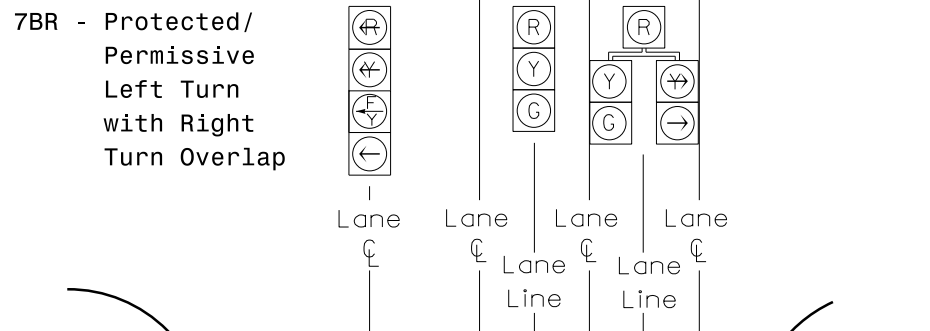 7BR - Protected/
Permissive
Left Turn
with Right
Turn Overlap
R
Y
F
Y
←
R
Y
G
R
Y
Y
G
→
Lane
℄
Lane
℄
Lane
℄
Lane
℄
Lane
Line
Lane
Line